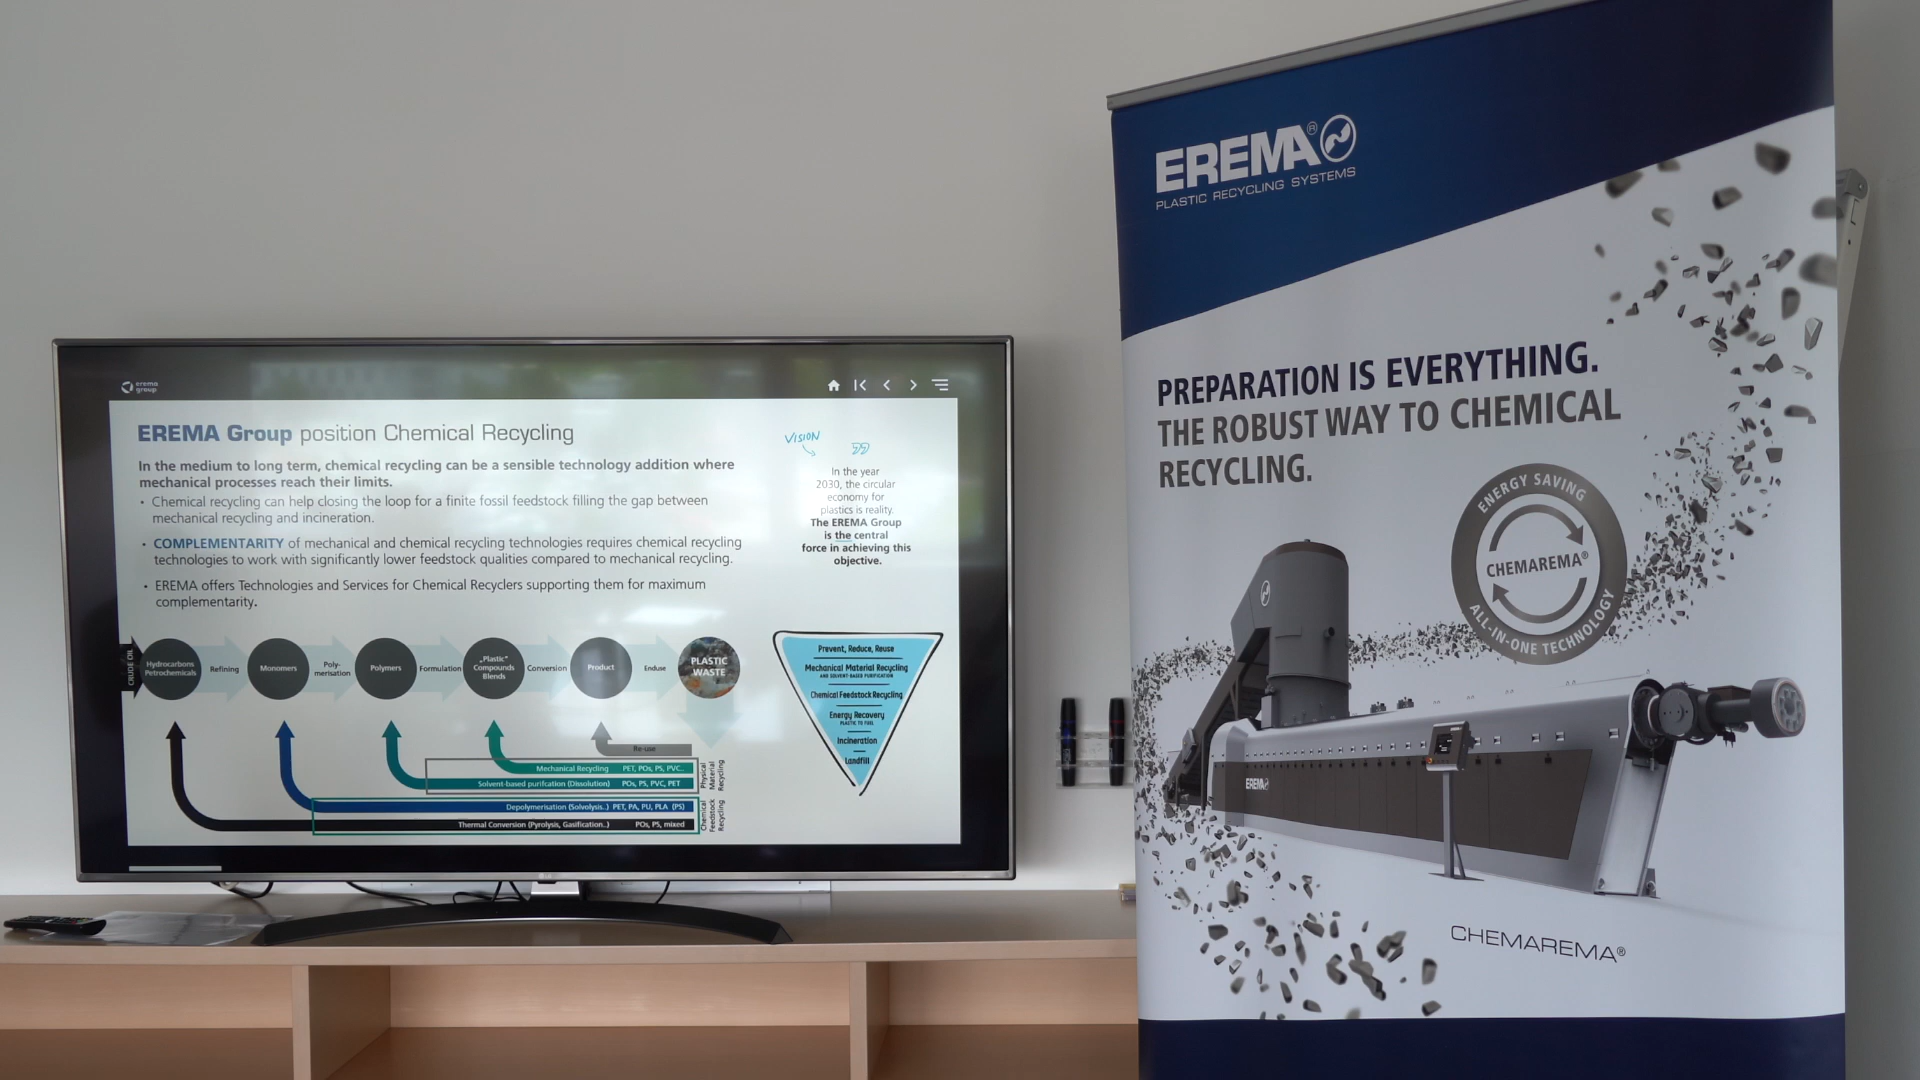 erema
group
EREMA Group position Chemical Recycling
In the medium to long term, chemical recycling can be a sensible technology addition where
mechanical processes reach their limits.
• Chemical recycling can help closing the loop for a finite fossil feedstock filling the gap between
mechanical recycling and incineration.
• COMPLEMENTARITY of mechanical and chemical recycling technologies requires chemical recycling
technologies to work with significantly lower feedstock qualities compared to mechanical recycling.
• EREMA offers Technologies and Services for Chemical Recyclers supporting them for maximum
complementarity.
VISION
In the year
2030, the circular
economy for
plastics is reality.
The EREMA Group
is the central
force in achieving this
objective.
CRUDE OIL
Hydrocarbons
Petrochemicals
Refining
Monomers
Poly-
merisation
Polymers
Formulation
„Plastic"
Compounds
Blends
Conversion
Product
Enduse
PLASTIC
WASTE
Re-use
Mechanical Recycling PET, POs, PS, PVC..
Solvent-based purification (Dissolution) POs, PS, PVC, PET
Physical
Material
Recycling
Depolymerisation (Solvolysis..) PET, PA, PU, PLA (PS)
Thermal Conversion (Pyrolysis, Gasification..) POs, PS, mixed
Chemical
Feedstock
Recycling
Prevent, Reduce, Reuse
Mechanical Material Recycling
AND SOLVENT-BASED PURIFICATION
Chemical Feedstock Recycling
Energy Recovery
PLASTIC TO FUEL
Incineration
Landfill
EREMA®
PLASTIC RECYCLING SYSTEMS
PREPARATION IS EVERYTHING.
THE ROBUST WAY TO CHEMICAL
RECYCLING.
ENERGY SAVING
CHEMAREMA®
ALL-IN-ONE TECHNOLOGY
EREMA
CHEMAREMA®